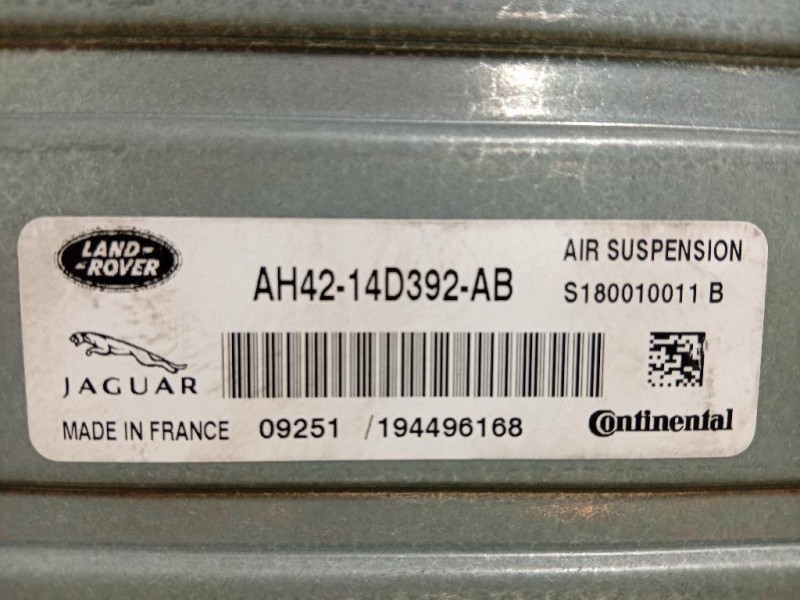 LAND-
ROVER
AH42-14D392-AB
AIR SUSPENSION
S180010011 B
JAGUAR
MADE IN FRANCE 09251 / 194496168
Continental